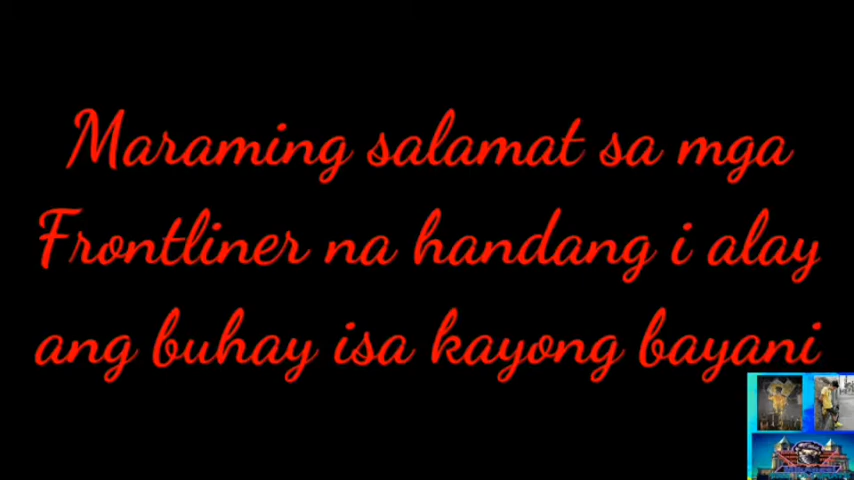 Maraming salamat sa mga
Frontliner na handang i alay
ang buhay isa kayong bayani